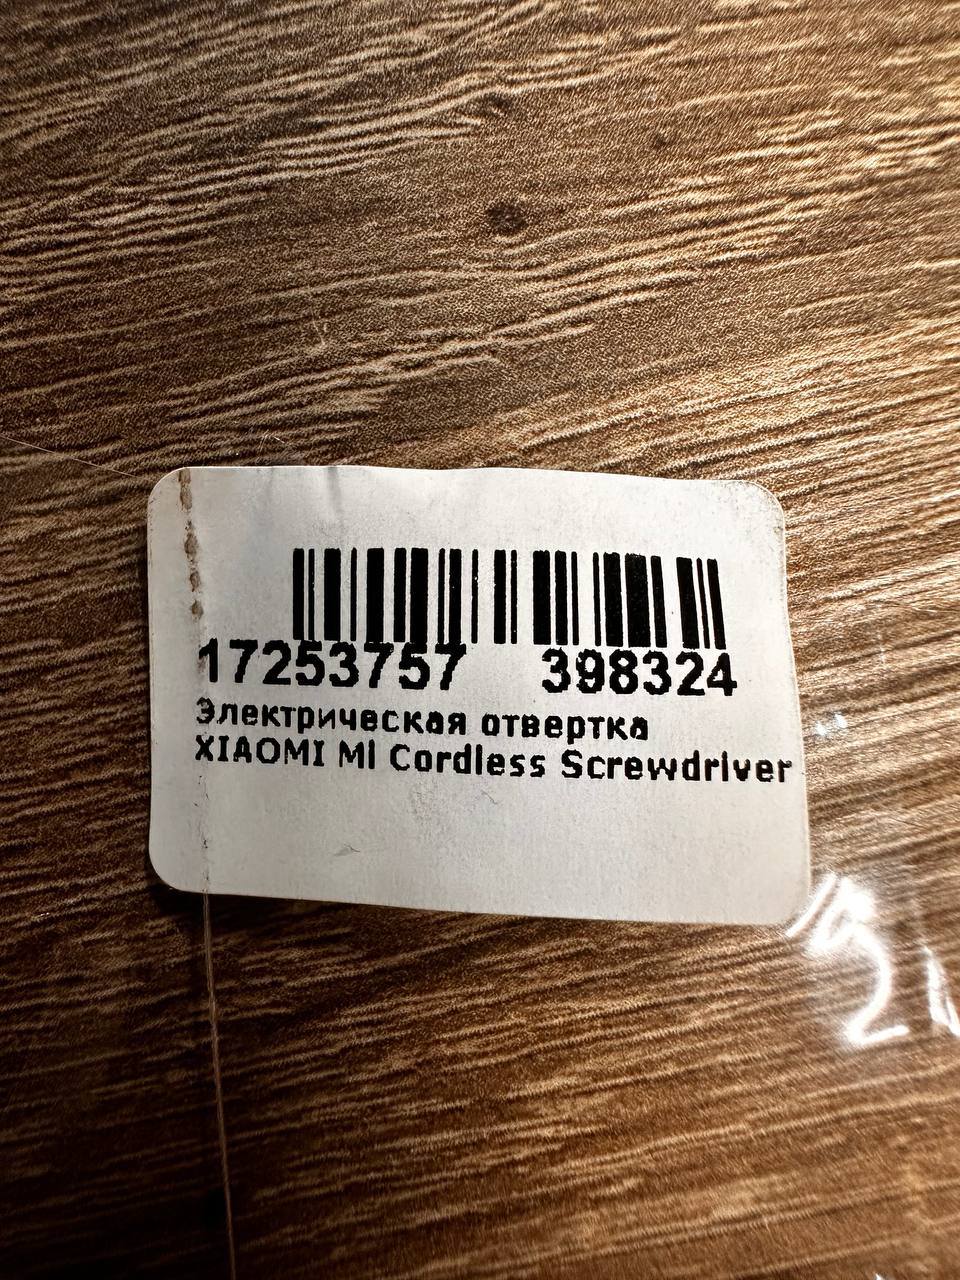 17253757 398324
Электрическая отвертка
XIAOMI Mi Cordless Screwdriver